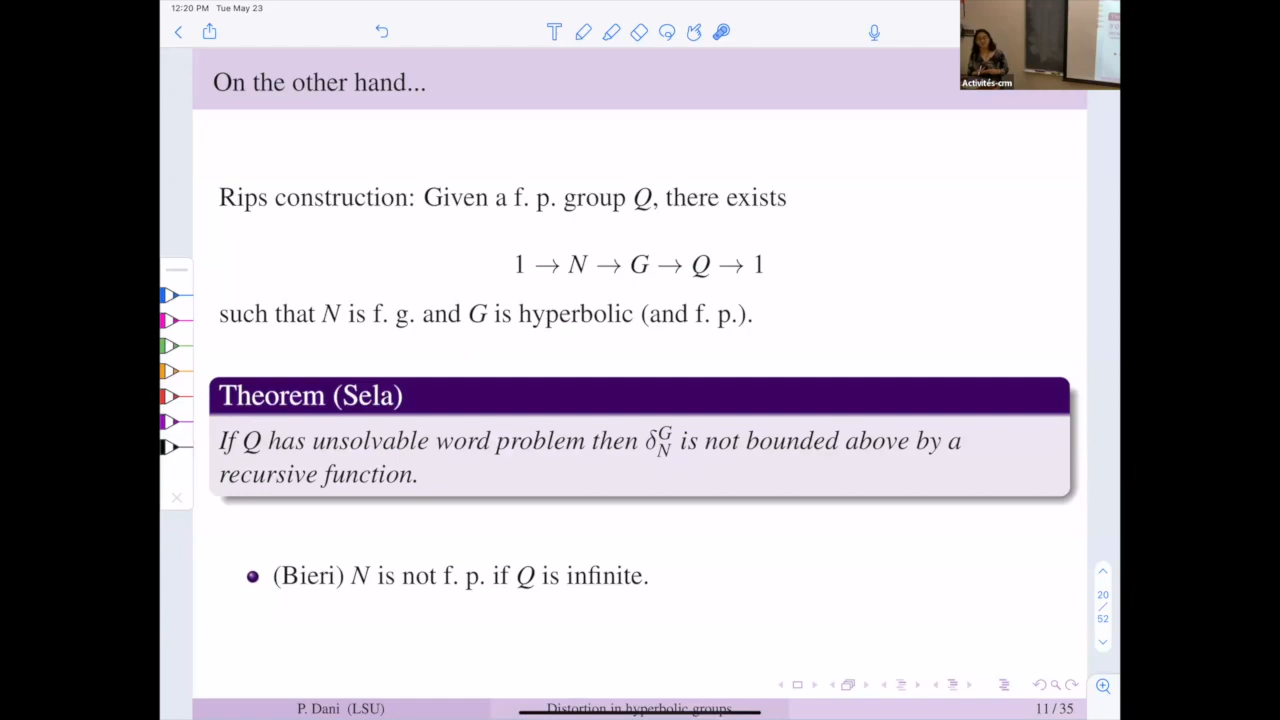 12:20 PM Tue May 23
Activités-crm
On the other hand...
Rips construction: Given a f. p. group Q, there exists
1 → N → G → Q → 1
such that N is f. g. and G is hyperbolic (and f. p.).
Theorem (Sela)
If Q has unsolvable word problem then δ_N^G is not bounded above by a
recursive function.
(Bieri) N is not f. p. if Q is infinite.
20
/
52
P. Dani (LSU)
Distortion in hyperbolic groups
11 / 35